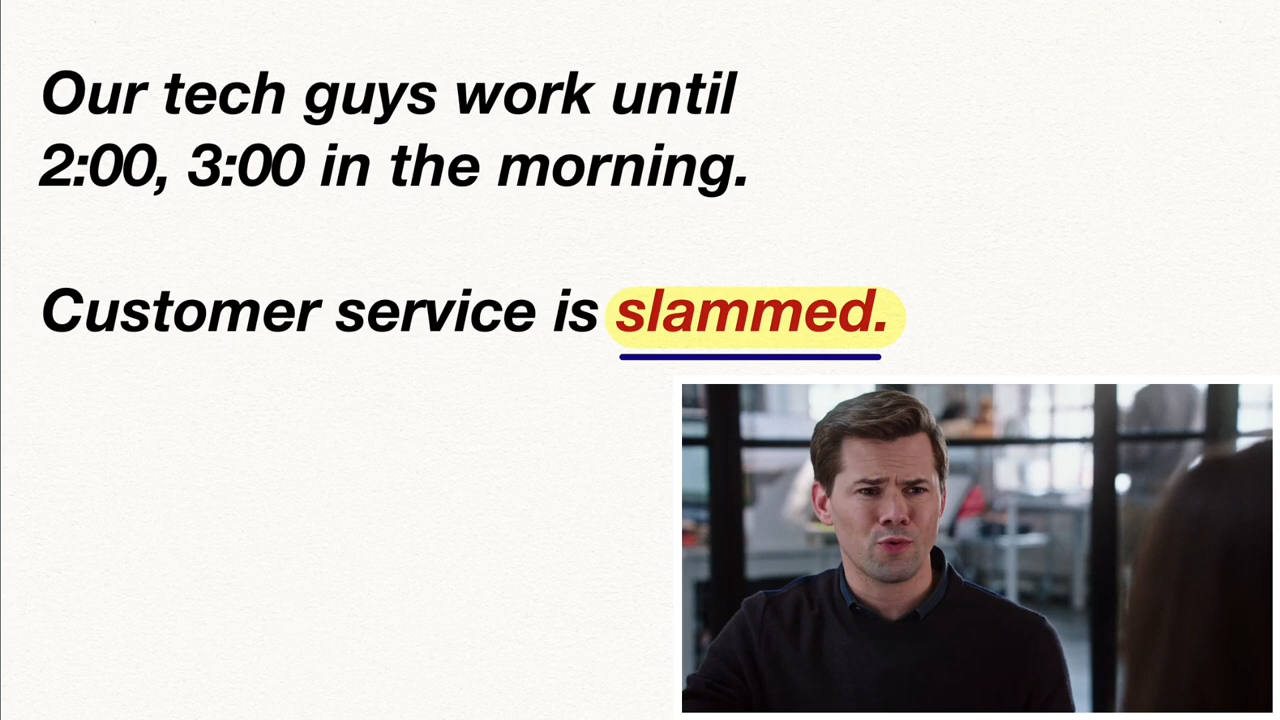 Our tech guys work until
2:00, 3:00 in the morning.
Customer service is slammed.